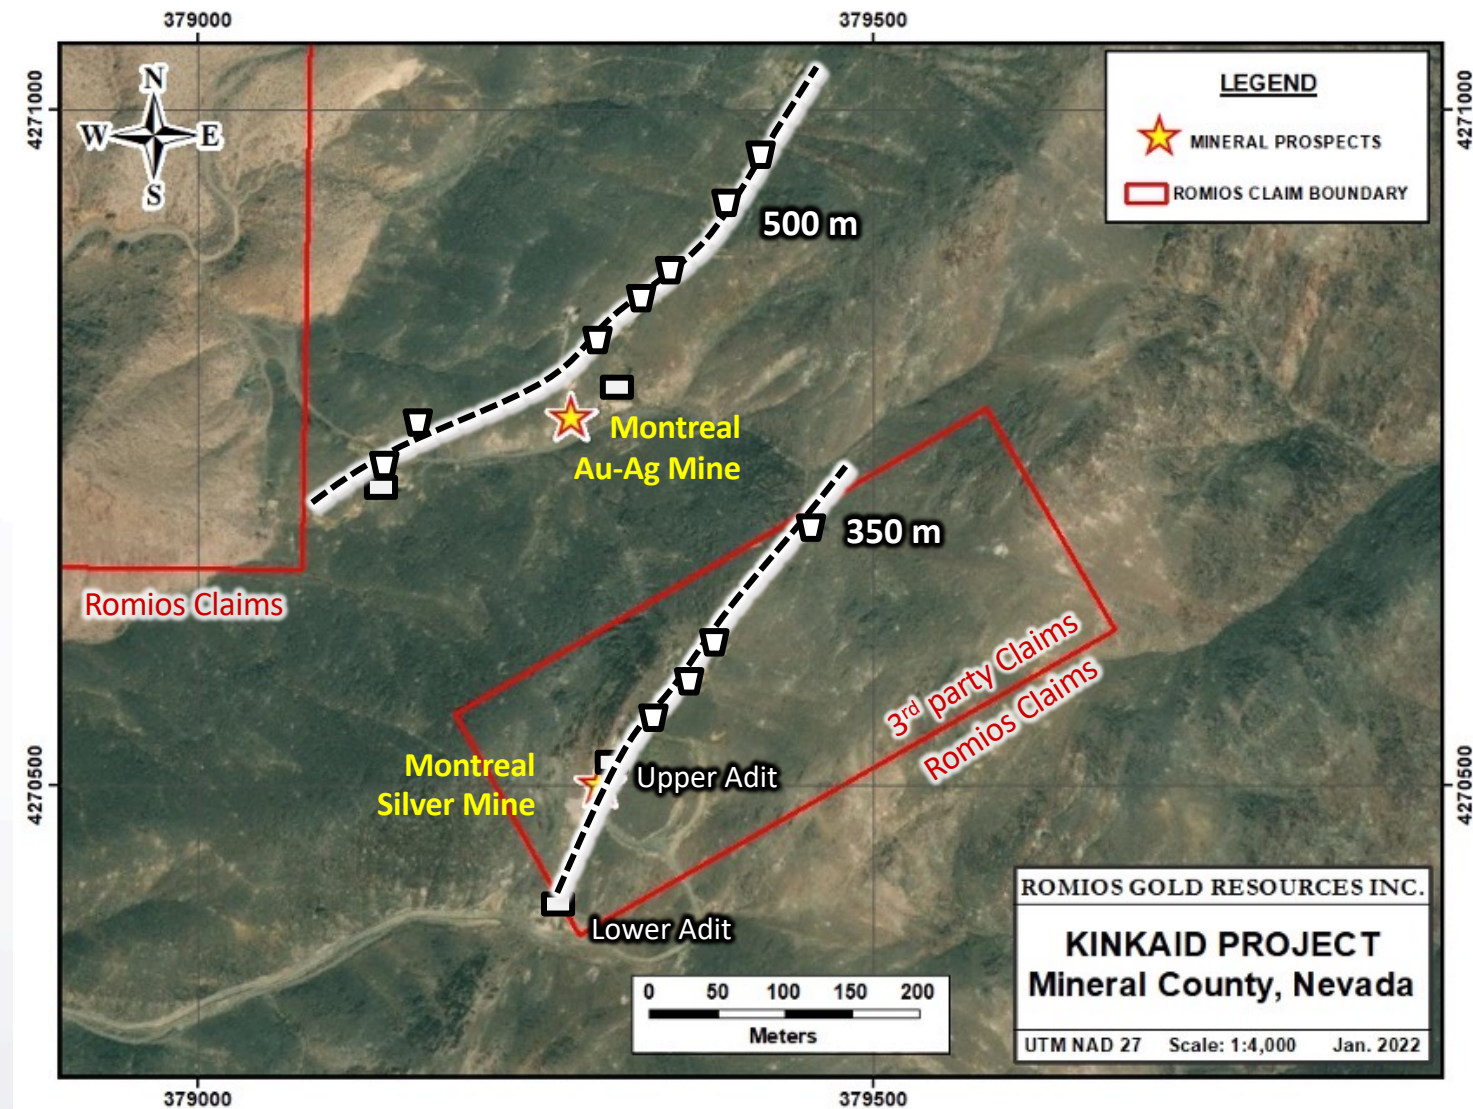 379000
379500
4271000
4271000
N
W E
S
LEGEND
MINERAL PROSPECTS
ROMIOS CLAIM BOUNDARY
500 m
Montreal
Au-Ag Mine
350 m
Romios Claims
3rd party Claims
Romios Claims
Montreal
Silver Mine
Upper Adit
4270500
4270500
Lower Adit
0 50 100 150 200
Meters
ROMIOS GOLD RESOURCES INC.
KINKAID PROJECT
Mineral County, Nevada
UTM NAD 27 Scale: 1:4,000 Jan. 2022
379000
379500